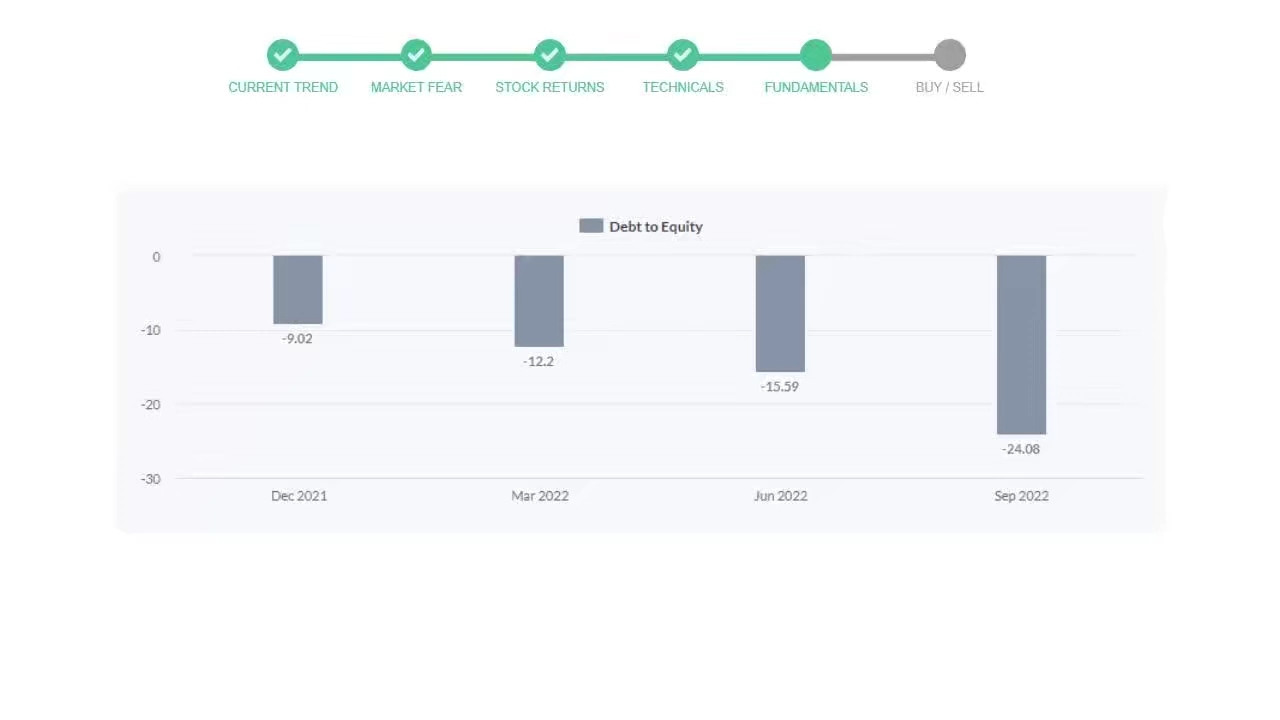 CURRENT TREND MARKET FEAR STOCK RETURNS TECHNICALS FUNDAMENTALS BUY / SELL
Debt to Equity
0
-10
-9.02
-12.2
-15.59
-20
-24.08
-30
Dec 2021 Mar 2022 Jun 2022 Sep 2022